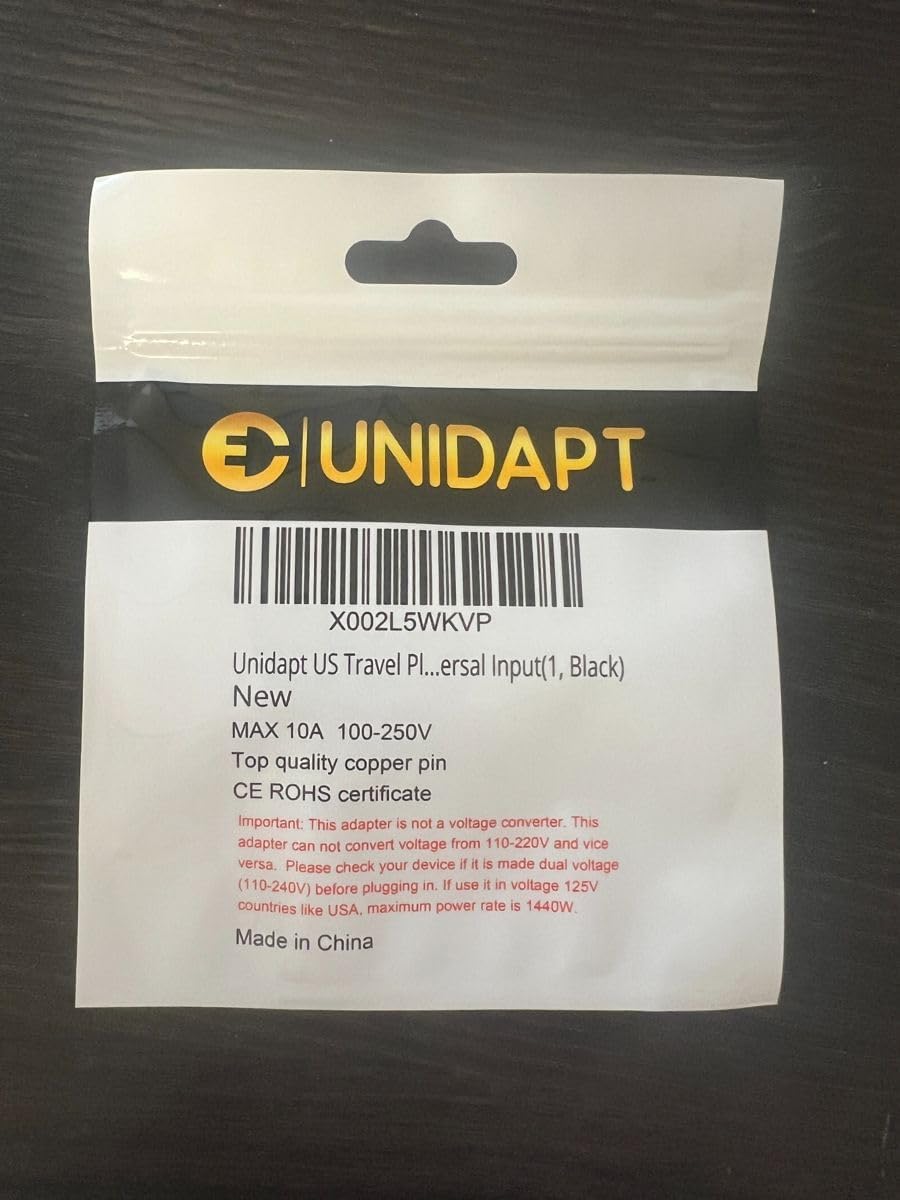 UNIDAPT
X002L5WKVP
Unidapt US Travel Pl...ersal Input(1, Black)
New
MAX 10A 100-250V
Top quality copper pin
CE ROHS certificate
Important: This adapter is not a voltage converter. This
adapter can not convert voltage from 110-220V and vice
versa. Please check your device if it is made dual voltage
(110-240V) before plugging in. If use it in voltage 125V
countries like USA, maximum power rate is 1440W.
Made in China